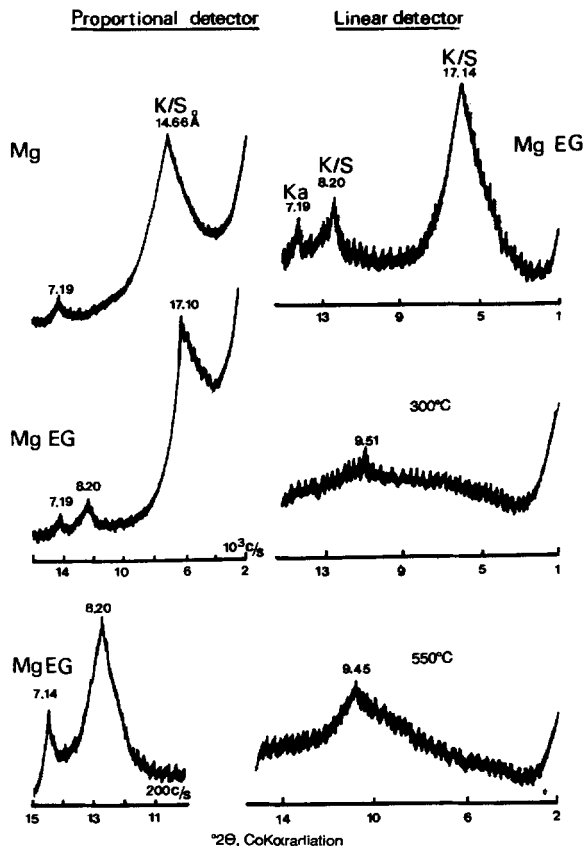 Proportional detector
Linear detector
K/S
14.66Å
Mg
7.19
K/S
17.14
Mg EG
K/S
8.20
Ka
7.19
13 9 5 1
17.10
Mg EG
8.20
7.19
10³c/s
14 10 6 2
300°C
9.51
13 9 5 1
8.20
MgEG
7.14
200c/s
15 13 11
550°C
9.45
14 10 6 2
°2Θ, CoKαrarliation